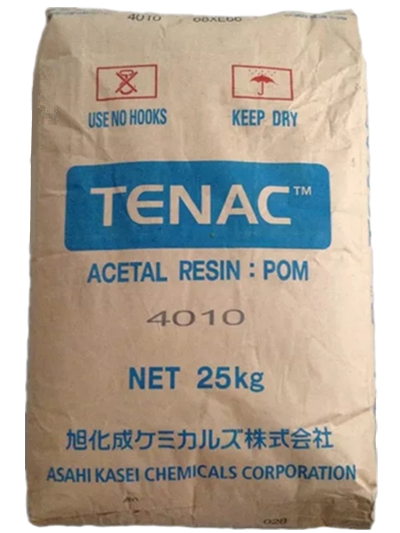 4010
USE NO HOOKS KEEP DRY
TENAC™
ACETAL RESIN : POM
4010
NET 25kg
旭化成ケミカルズ株式会社
ASAHI KASEI CHEMICALS CORPORATION